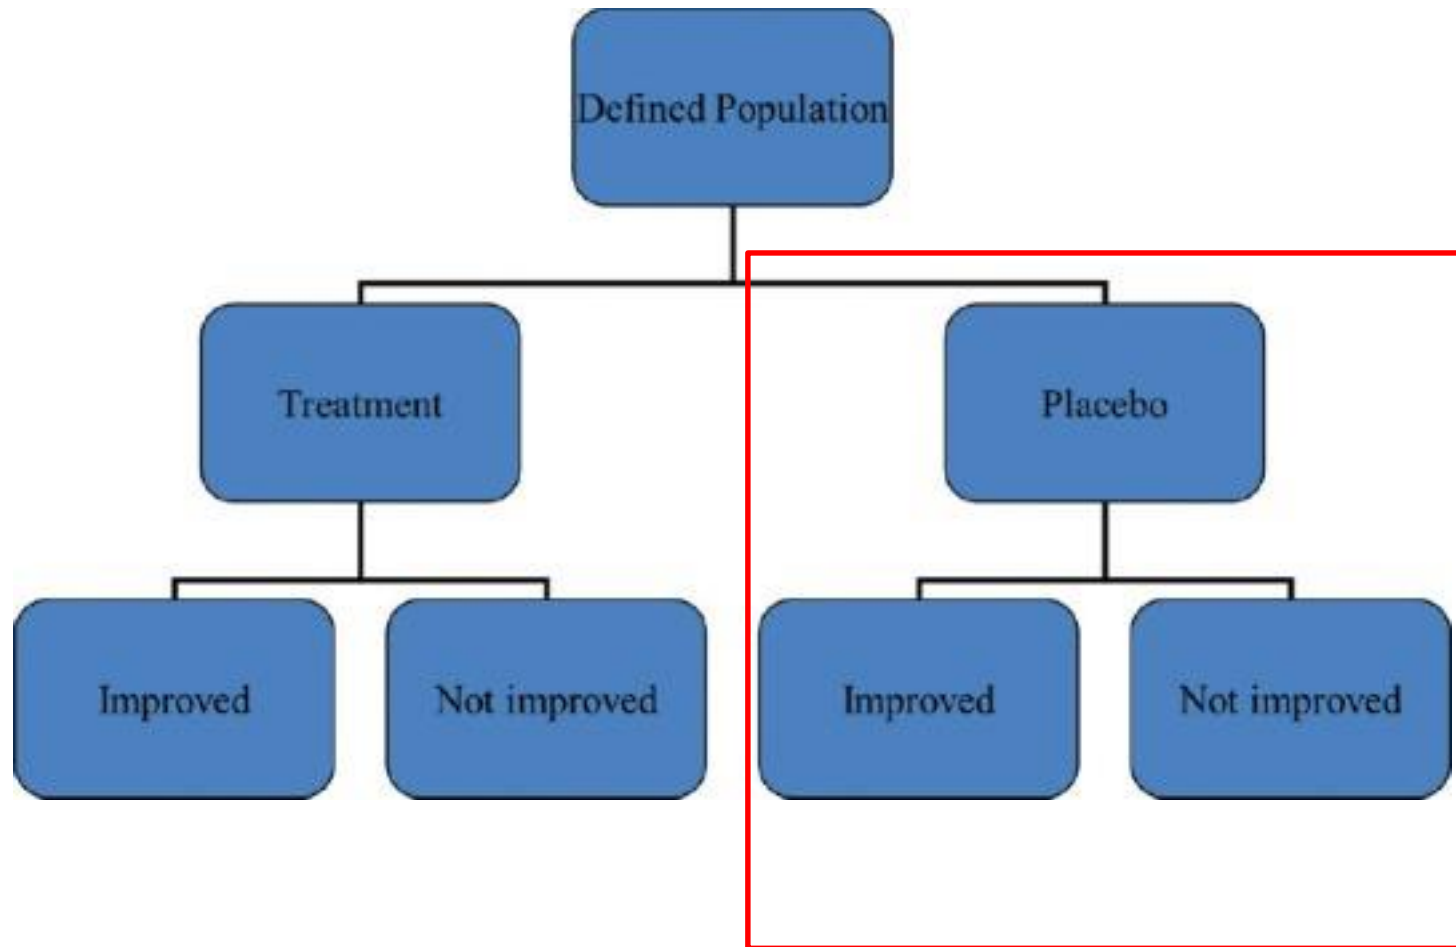 Defined Population
Treatment
Placebo
Improved
Not improved
Improved
Not improved